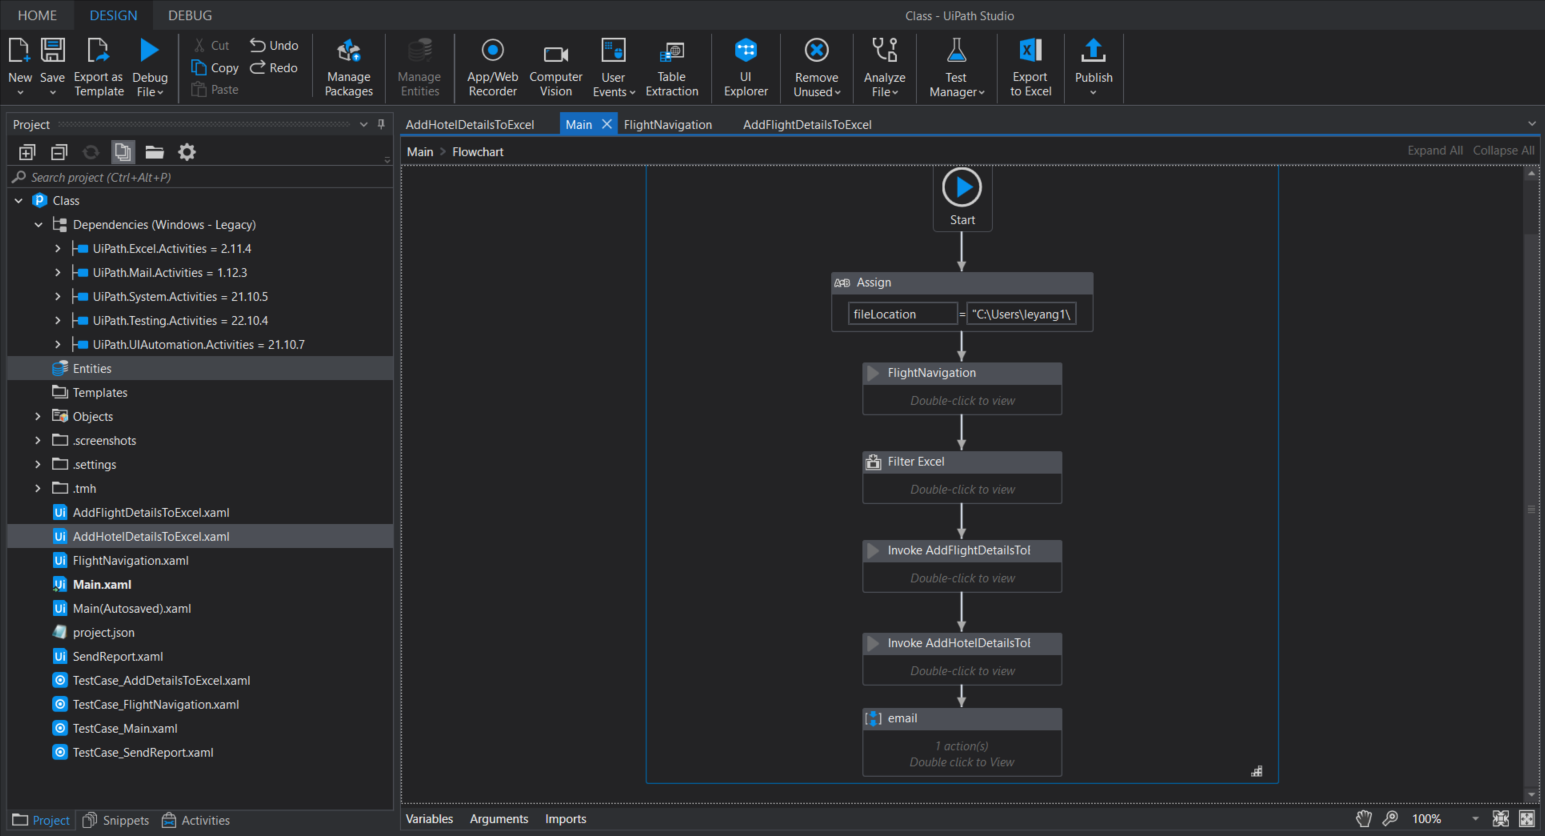 HOME DESIGN DEBUG Class - UiPath Studio
New Save Export as Template Debug File Cut Copy Paste Undo Redo Manage Packages Manage Entities App/Web Recorder Computer Vision User Events Table Extraction UI Explorer Remove Unused Analyze File Test Manager Export to Excel Publish
Project
Search project (Ctrl+Alt+P)
Class
Dependencies (Windows - Legacy)
UiPath.Excel.Activities = 2.11.4
UiPath.Mail.Activities = 1.12.3
UiPath.System.Activities = 21.10.5
UiPath.Testing.Activities = 22.10.4
UiPath.UIAutomation.Activities = 21.10.7
Entities
Templates
Objects
.screenshots
.settings
.tmh
AddFlightDetailsToExcel.xaml
AddHotelDetailsToExcel.xaml
FlightNavigation.xaml
Main.xaml
Main(Autosaved).xaml
project.json
SendReport.xaml
TestCase_AddDetailsToExcel.xaml
TestCase_FlightNavigation.xaml
TestCase_Main.xaml
TestCase_SendReport.xaml
Project Snippets Activities
AddHotelDetailsToExcel Main FlightNavigation AddFlightDetailsToExcel
Main > Flowchart Expand All Collapse All
Start
Assign
fileLocation = "C:\Users\leyang1\
FlightNavigation
Double-click to view
Filter Excel
Double-click to view
Invoke AddFlightDetailsToI
Double-click to view
Invoke AddHotelDetailsToI
Double-click to view
email
1 action(s)
Double click to View
Variables Arguments Imports 100%